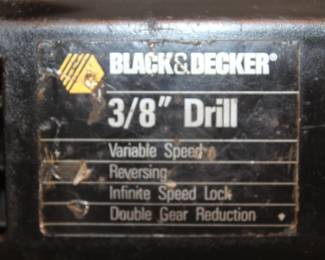 BLACK&DECKER®
3/8" Drill
Variable Speed
Reversing
Infinite Speed Lock
Double Gear Reduction